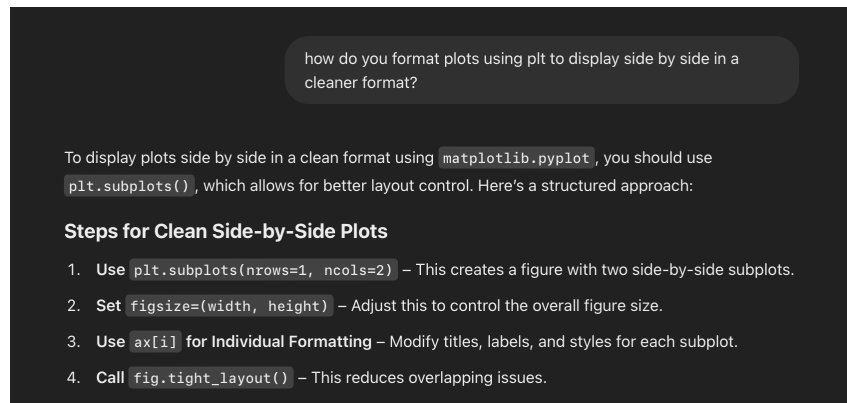 how do you format plots using plt to display side by side in a
cleaner format?
To display plots side by side in a clean format using matplotlib.pyplot, you should use
plt.subplots(), which allows for better layout control. Here’s a structured approach:
Steps for Clean Side-by-Side Plots
1. Use plt.subplots(nrows=1, ncols=2) – This creates a figure with two side-by-side subplots.
2. Set figsize=(width, height) – Adjust this to control the overall figure size.
3. Use ax[i] for Individual Formatting – Modify titles, labels, and styles for each subplot.
4. Call fig.tight_layout() – This reduces overlapping issues.